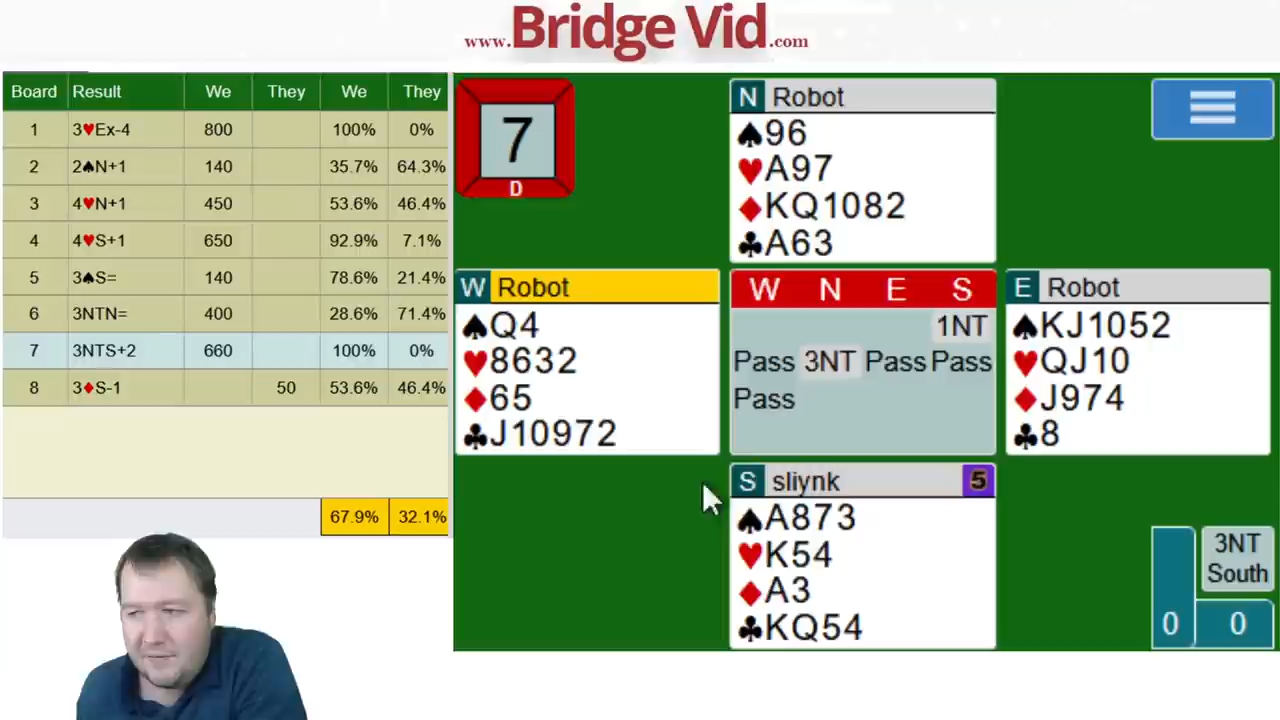 www.Bridge Vid.com
Board Result We They We They
1 3♥Ex-4 800 100% 0%
2 2♠N+1 140 35.7% 64.3%
3 4♥N+1 450 53.6% 46.4%
4 4♥S+1 650 92.9% 7.1%
5 3♠S= 140 78.6% 21.4%
6 3NTN= 400 28.6% 71.4%
7 3NTS+2 660 100% 0%
8 3♦S-1 50 53.6% 46.4%
67.9% 32.1%
7
D
N Robot
♠96
♥A97
♦KQ1082
♣A63
W Robot
♠Q4
♥8632
♦65
♣J10972
W N E S
1NT
Pass 3NT Pass Pass
Pass
E Robot
♠KJ1052
♥QJ10
♦J974
♣8
S sliynk 5
♠A873
♥K54
♦A3
♣KQ54
3NT
South
0 0